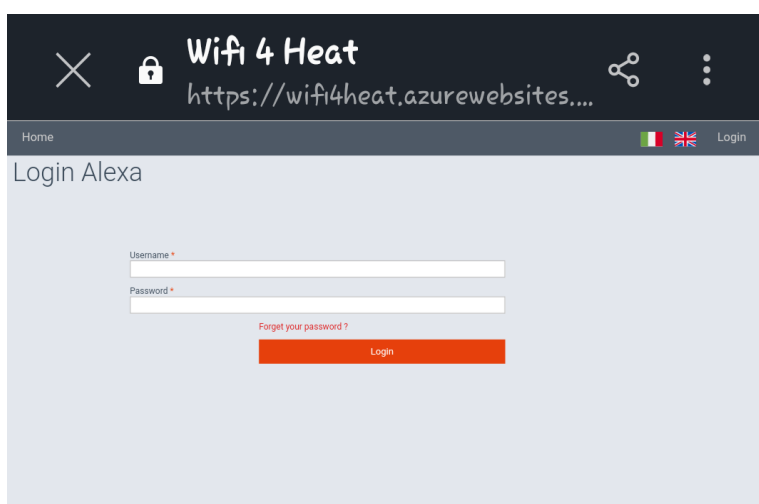 Wifi 4 Heat
https://wifi4heat.azurewebsites....
Home
Login
Login Alexa
Username *
Password *
Forget your password ?
Login